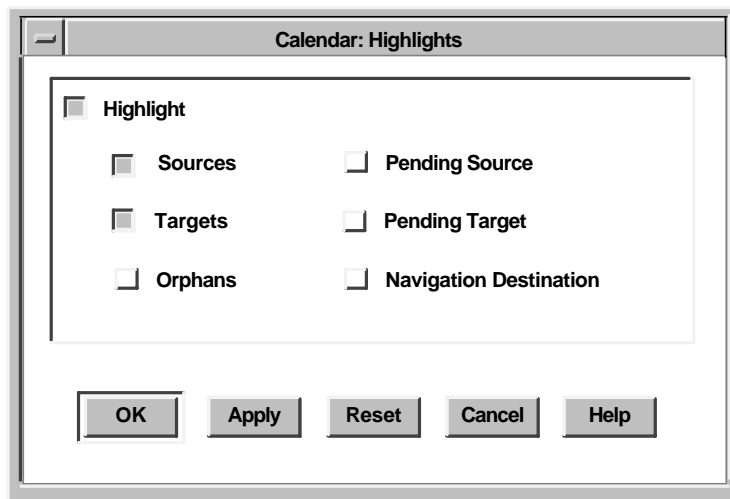 Calendar: Highlights
Highlight
Sources Pending Source
Targets Pending Target
Orphans Navigation Destination
OK Apply Reset Cancel Help